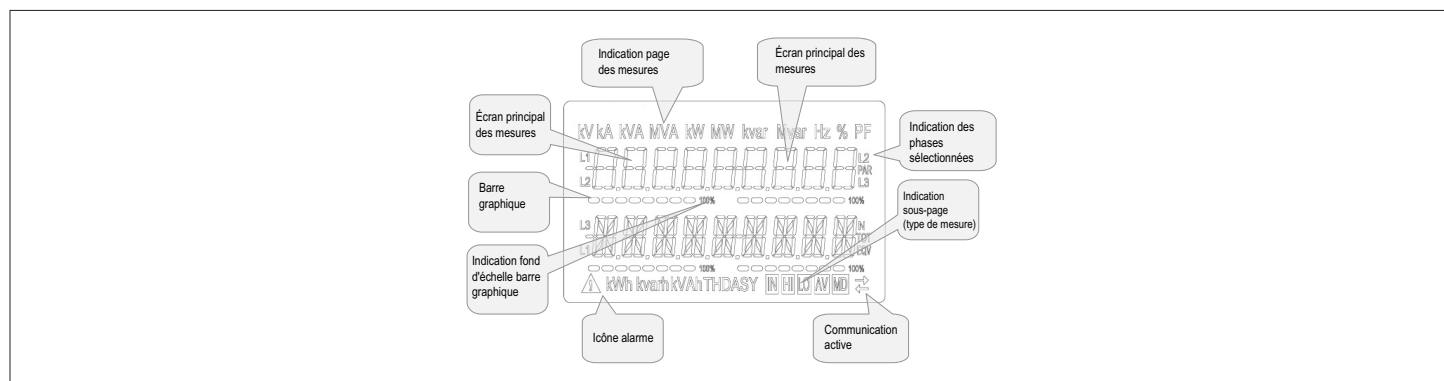 Indication page
des mesures
Écran principal des
mesures
Écran principal
des mesures
Indication des
phases
sélectionnées
kV kA kVA MVA kW MW kvar Mvar Hz % PF
L1
L2
L2
PAR
L3
Barre
graphique
100%
100%
Indication
sous-page
(type de mesure)
L3
L1
N
EQV
Indication fond
d'échelle barre
graphique
100%
100%
kWh kvarh kVAh THD ASY IN HI LO AV MD
Icône alarme
Communication
active